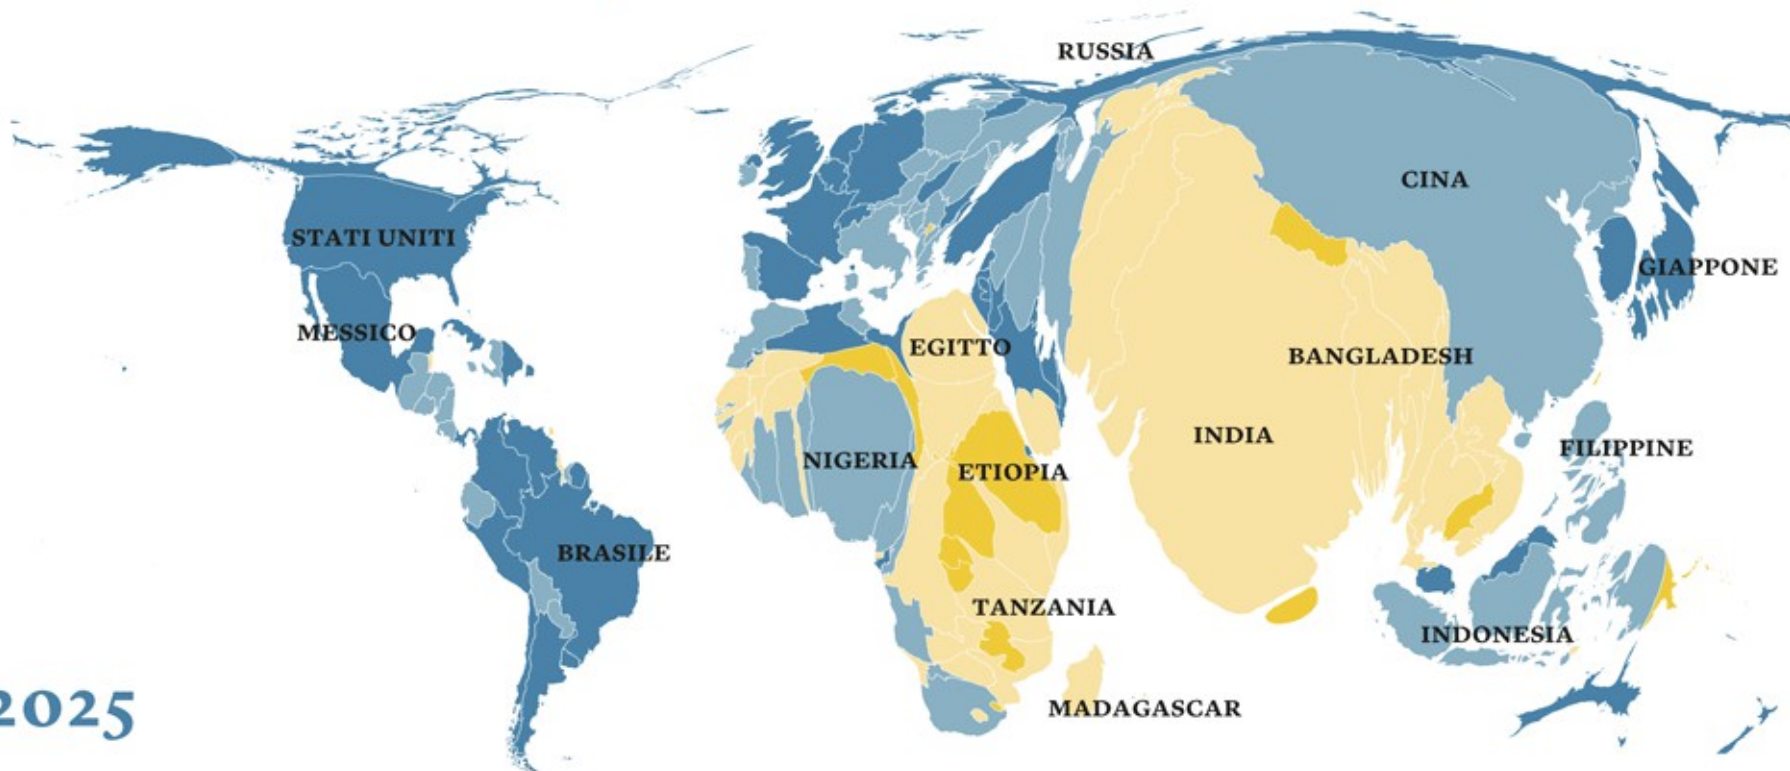 RUSSIA
CINA
STATI UNITI
GIAPPONE
MESSICO
EGITTO
BANGLADESH
INDIA
FILIPPINE
NIGERIA
ETIOPIA
BRASILE
TANZANIA
INDONESIA
MADAGASCAR
2025